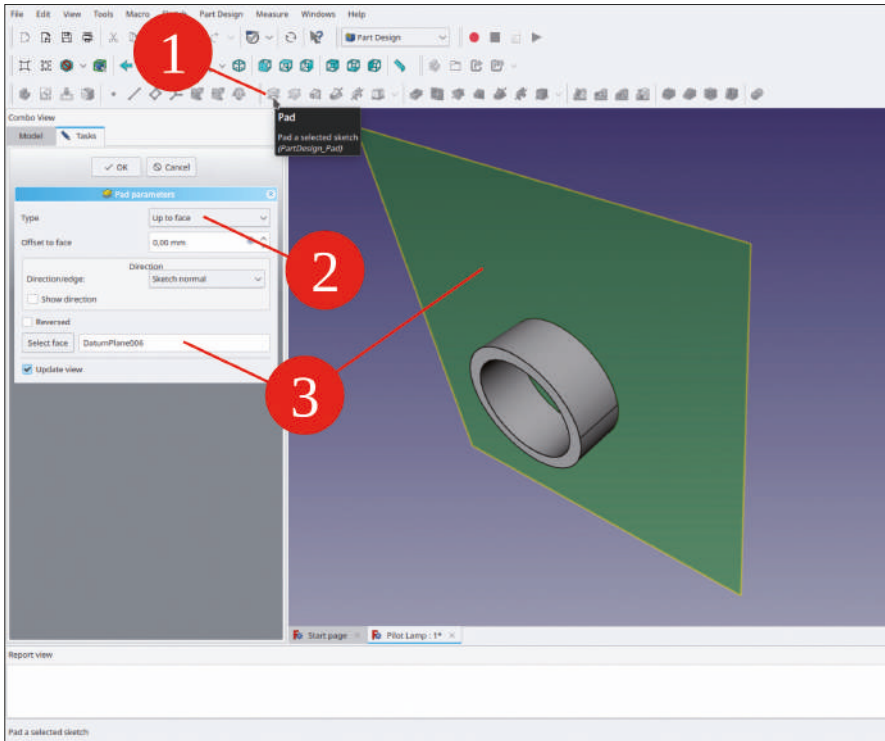 File Edit View Tools Macro Sketch Part Design Measure Windows Help
Part Design
1
Combo View
Model Tasks
Pad
Pad a selected sketch
(PartDesign_Pad)
OK Cancel
Pad parameters
Type Up to face
Offset to face 0,00 mm
2
Direction
Direction/edge: Sketch normal
Show direction
Reversed
Select face DatumPlane006
3
Update view
Start page Pilot Lamp : 1*
Report view
Pad a selected sketch